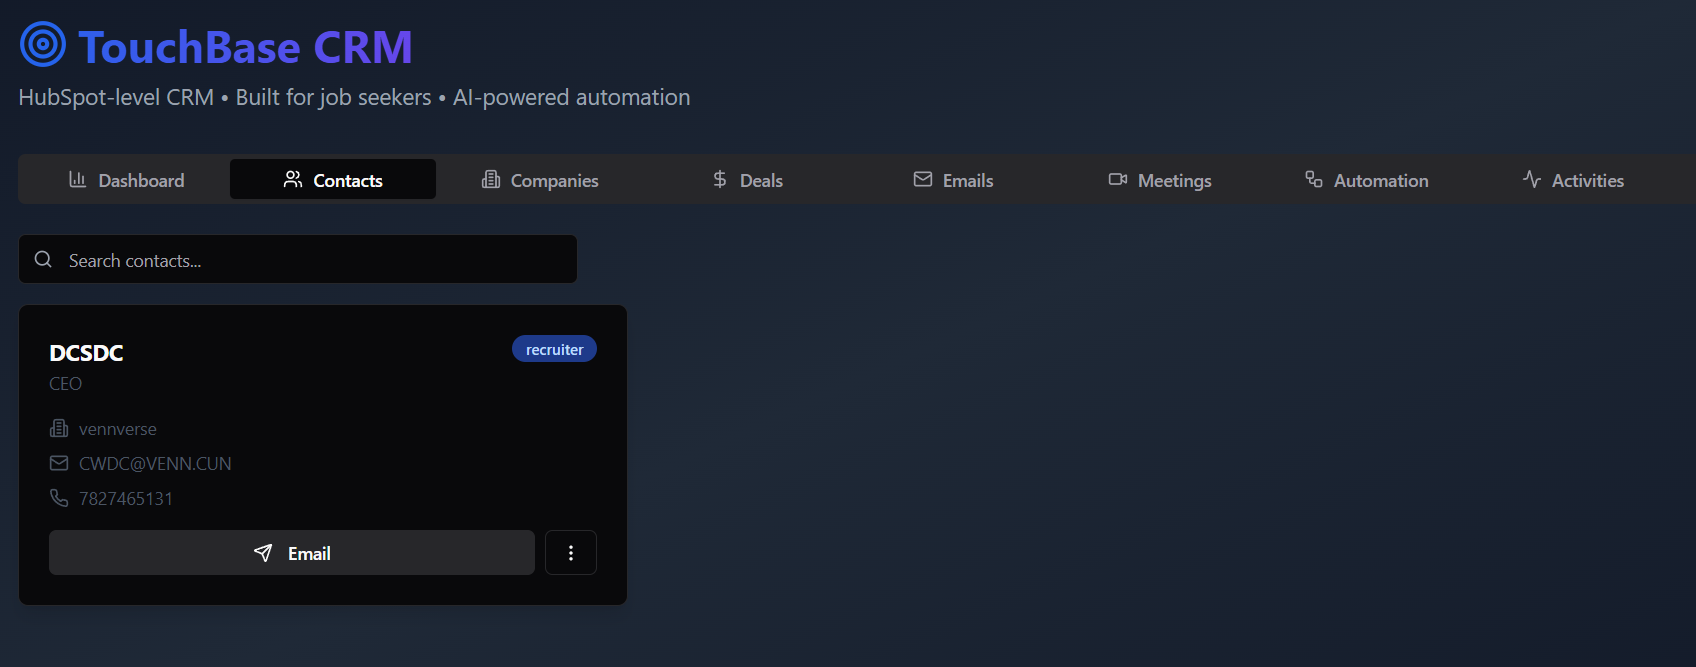 TouchBase CRM
HubSpot-level CRM • Built for job seekers • AI-powered automation
Dashboard Contacts Companies Deals Emails Meetings Automation Activities
Search contacts...
DCSDC
recruiter
CEO
vennverse
CWDC@VENN.CUN
7827465131
Email